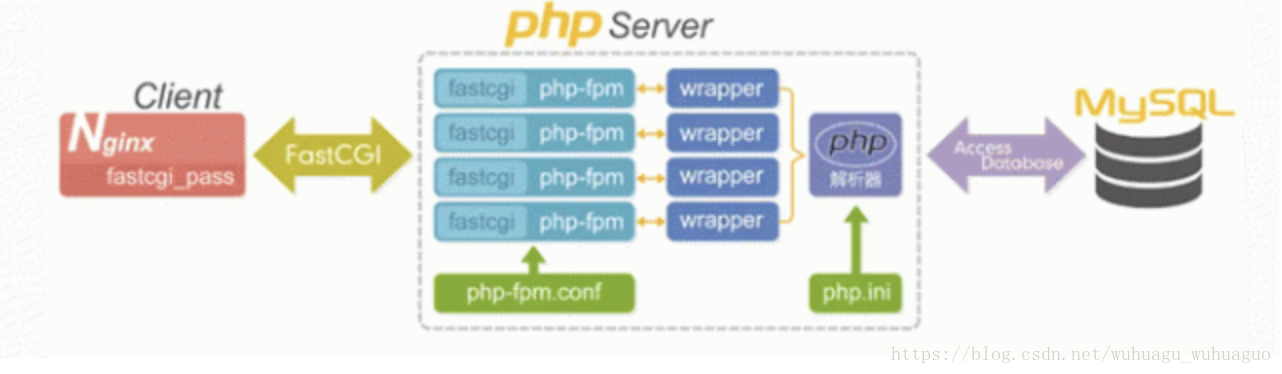 php Server
Client
Nginx
fastcgi_pass
FastCGI
fastcgi php-fpm wrapper
fastcgi php-fpm wrapper
fastcgi php-fpm wrapper
fastcgi php-fpm wrapper
php-fpm.conf
php
解析器
php.ini
Access
Database
MySQL
https://blog.csdn.net/wuhuagu_wuhuaguo